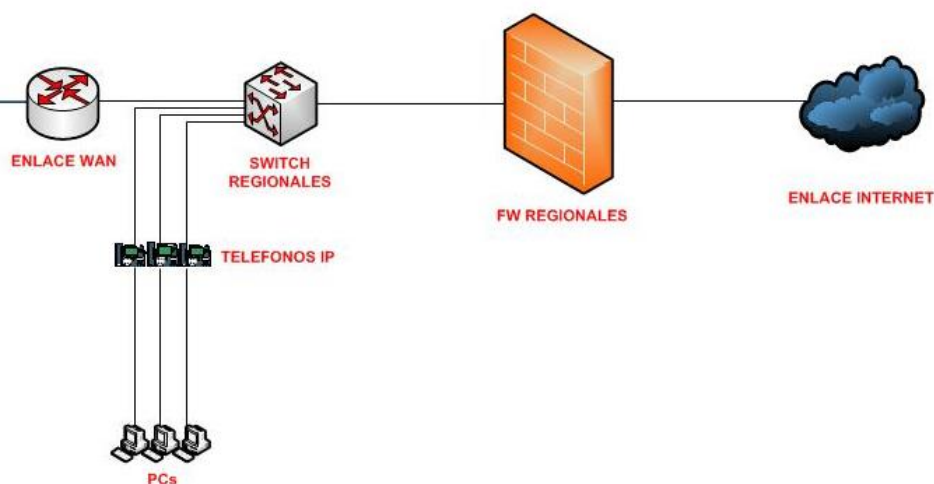 ENLACE WAN
SWITCH
REGIONALES
FW REGIONALES
ENLACE INTERNET
TELEFONOS IP
PCs